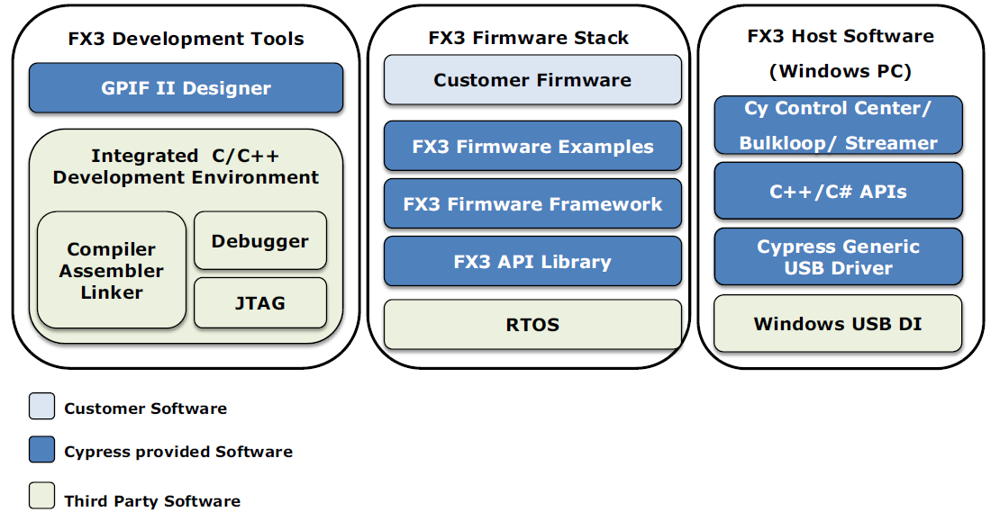 FX3 Development Tools
GPIF II Designer
Integrated C/C++
Development Environment
Compiler
Assembler
Linker
Debugger
JTAG
FX3 Firmware Stack
Customer Firmware
FX3 Firmware Examples
FX3 Firmware Framework
FX3 API Library
RTOS
FX3 Host Software
(Windows PC)
Cy Control Center/
Bulkloop/ Streamer
C++/C# APIs
Cypress Generic
USB Driver
Windows USB DI
Customer Software
Cypress provided Software
Third Party Software